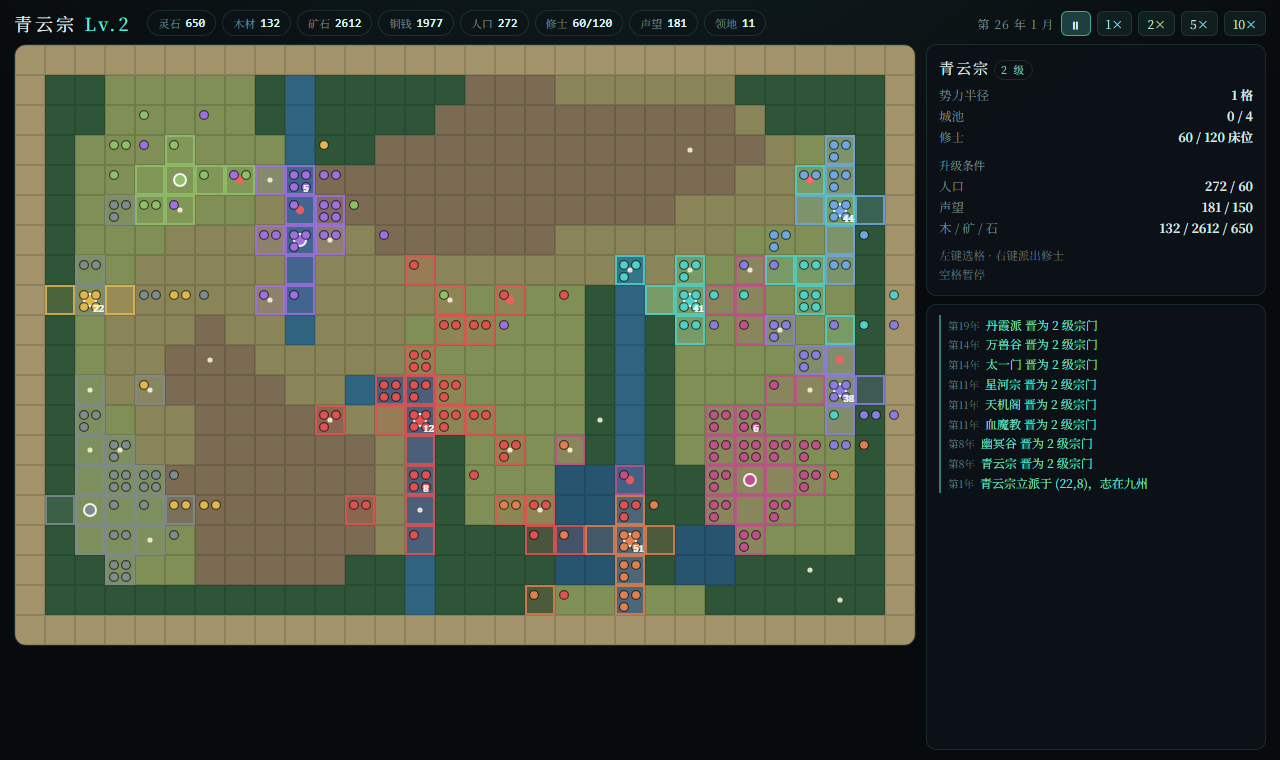 青云宗 Lv.2 灵石 650 木材 132 矿石 2612 铜钱 1977 人口 272 修士 60/120 声望 181 领地 11 第 26 年 1 月 ⏸ 1× 2× 5× 10×
青云宗 2 级
势力半径 1 格
城池 0 / 4
修士 60 / 120 床位
升级条件
人口 272 / 60
声望 181 / 150
木 / 矿 / 石 132 / 2612 / 650
左键选格 · 右键派出修士
空格暂停
第19年 丹霞派 晋为 2 级宗门
第14年 万兽谷 晋为 2 级宗门
第14年 太一门 晋为 2 级宗门
第11年 星河宗 晋为 2 级宗门
第11年 天机阁 晋为 2 级宗门
第11年 血魔教 晋为 2 级宗门
第8年 幽冥谷 晋为 2 级宗门
第8年 青云宗 晋为 2 级宗门
第1年 青云宗立派于 (22,8)，志在九州
5
44
22
41
38
12
6
8
51